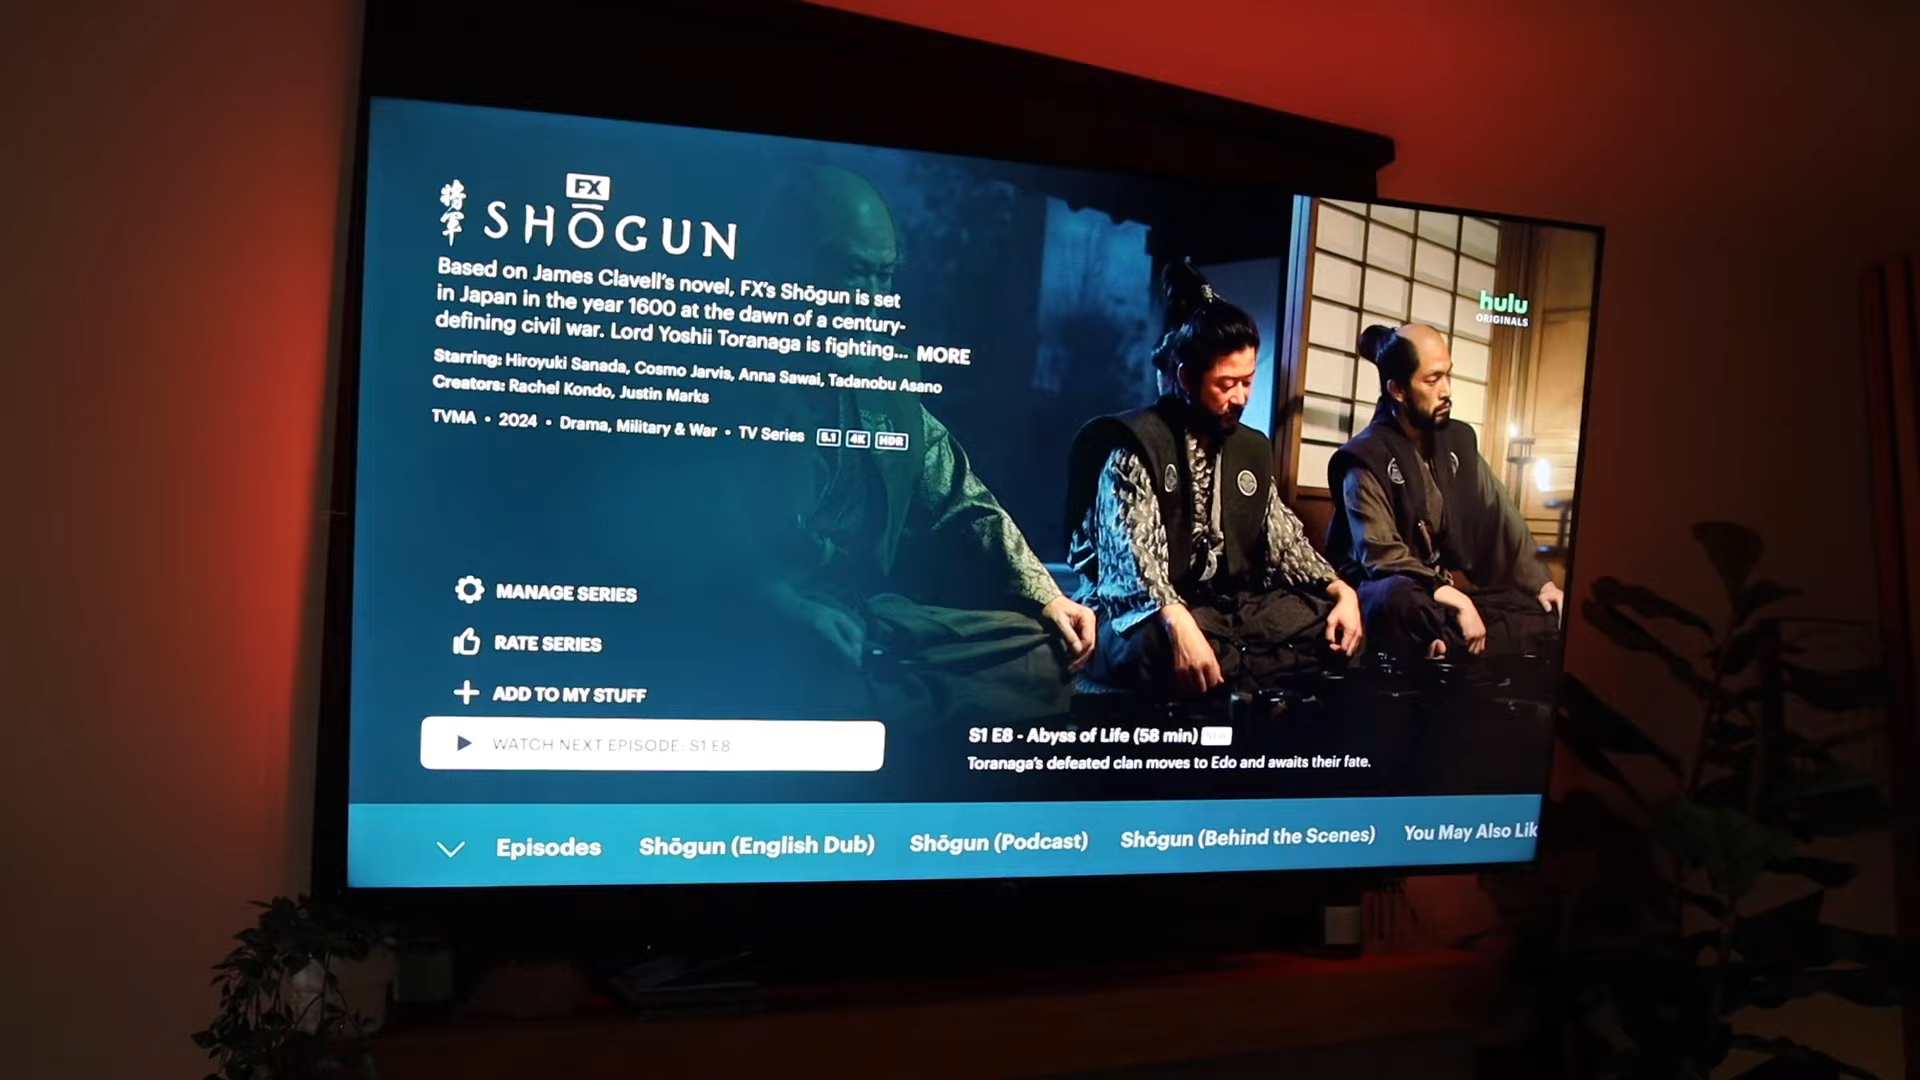 FX
将軍 SHŌGUN
Based on James Clavell's novel, FX's Shōgun is set
in Japan in the year 1600 at the dawn of a century-
defining civil war. Lord Yoshii Toranaga is fighting... MORE
Starring: Hiroyuki Sanada, Cosmo Jarvis, Anna Sawai, Tadanobu Asano
Creators: Rachel Kondo, Justin Marks
TVMA • 2024 • Drama, Military & War • TV Series 5.1 4K HDR
hulu
ORIGINALS
MANAGE SERIES
RATE SERIES
ADD TO MY STUFF
WATCH NEXT EPISODE: S1 E8
S1 E8 - Abyss of Life (58 min) NEW
Toranaga's defeated clan moves to Edo and awaits their fate.
Episodes Shōgun (English Dub) Shōgun (Podcast) Shōgun (Behind the Scenes) You May Also Lik